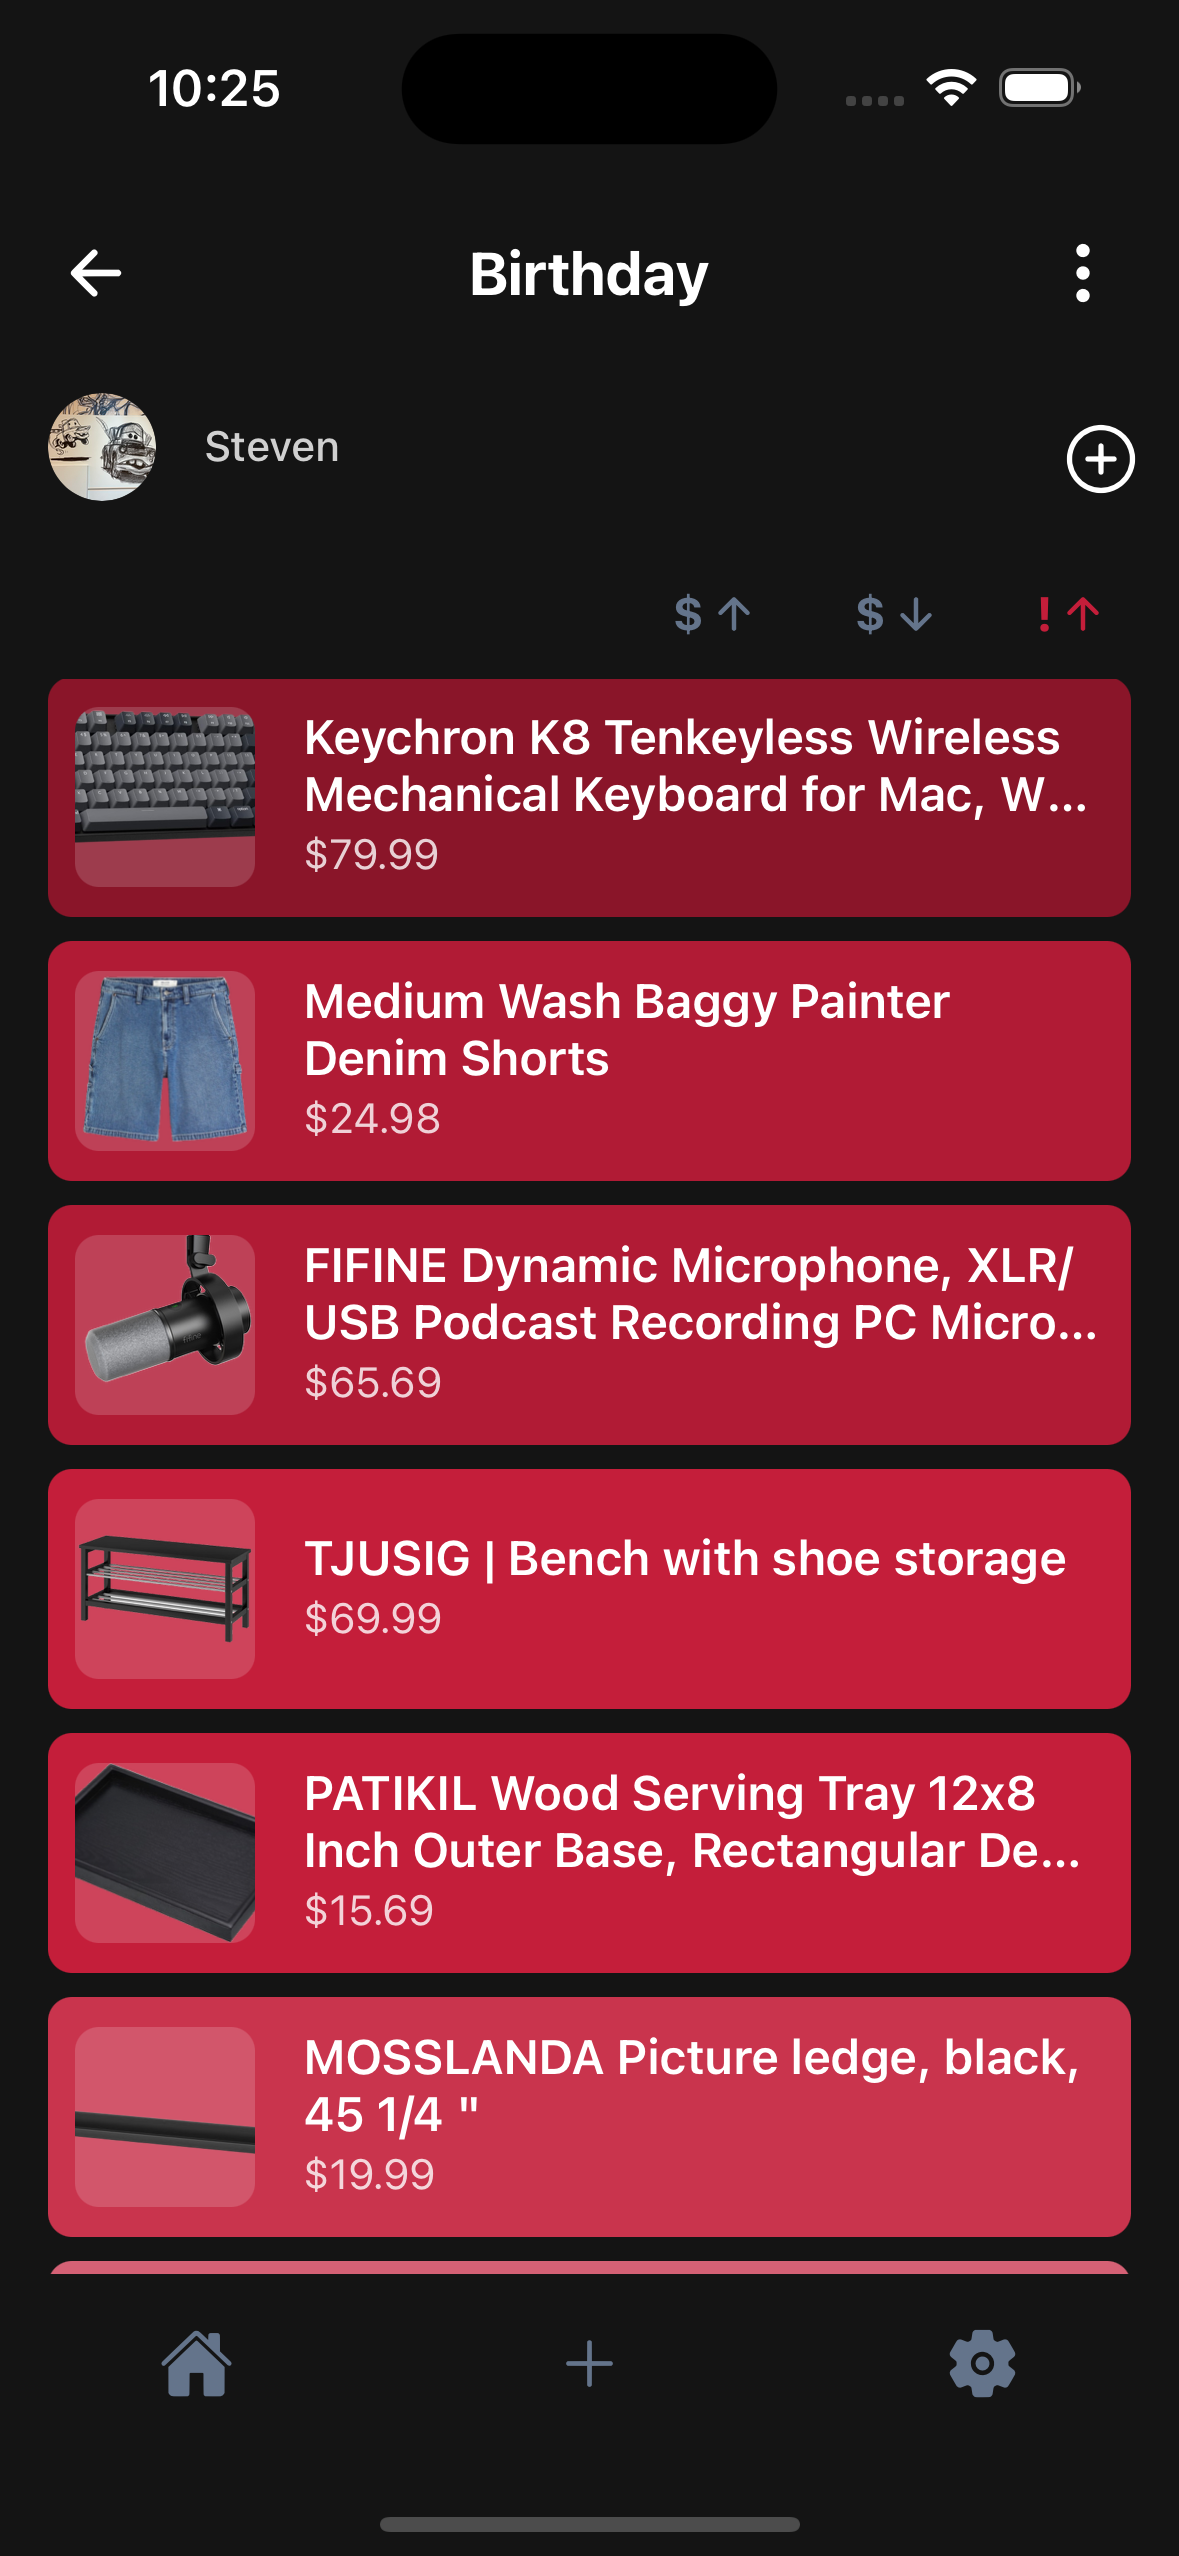 10:25
Birthday
Steven
$ ↑ $ ↓ ! ↑
Keychron K8 Tenkeyless Wireless
Mechanical Keyboard for Mac, W...
$79.99
Medium Wash Baggy Painter
Denim Shorts
$24.98
FIFINE Dynamic Microphone, XLR/
USB Podcast Recording PC Micro...
$65.69
TJUSIG | Bench with shoe storage
$69.99
PATIKIL Wood Serving Tray 12x8
Inch Outer Base, Rectangular De...
$15.69
MOSSLANDA Picture ledge, black,
45 1/4 "
$19.99